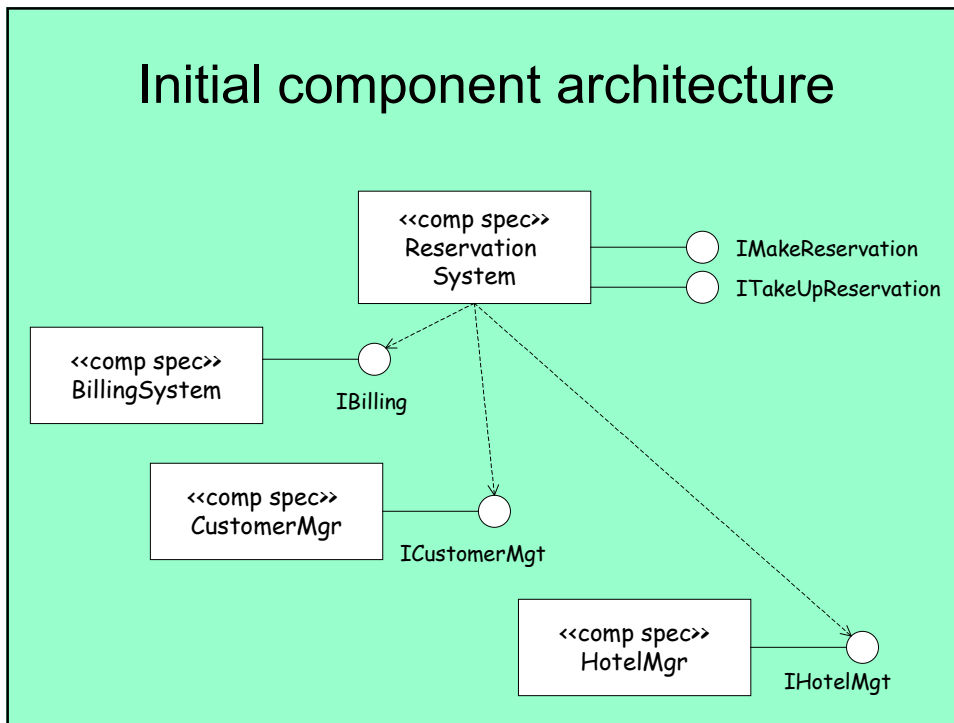 Initial component architecture
<<comp spec>>
Reservation
System
IMakeReservation
ITakeUpReservation
<<comp spec>>
BillingSystem
IBilling
<<comp spec>>
CustomerMgr
ICustomerMgt
<<comp spec>>
HotelMgr
IHotelMgt